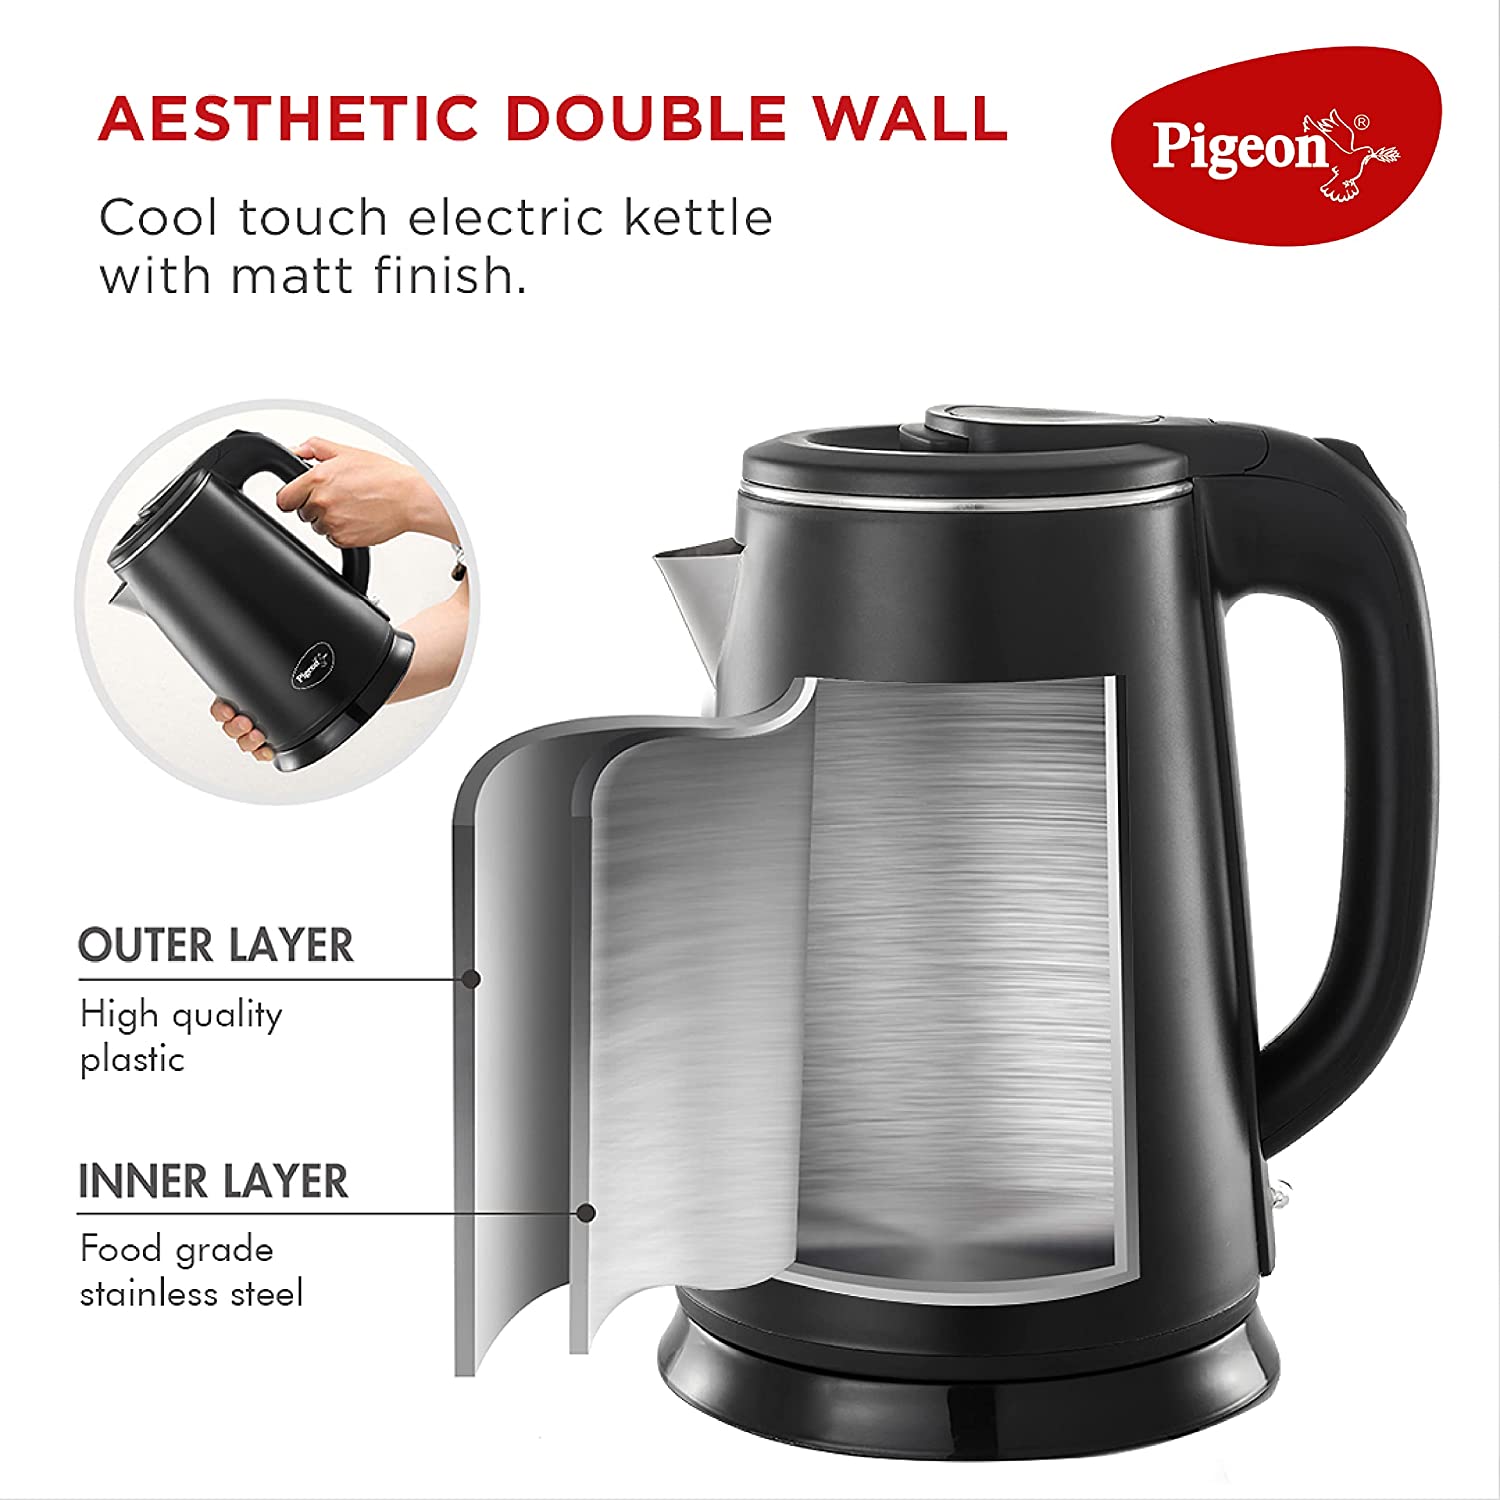 AESTHETIC DOUBLE WALL
Cool touch electric kettle
with matt finish.
Pigeon®
Pigeon
OUTER LAYER
High quality
plastic
INNER LAYER
Food grade
stainless steel